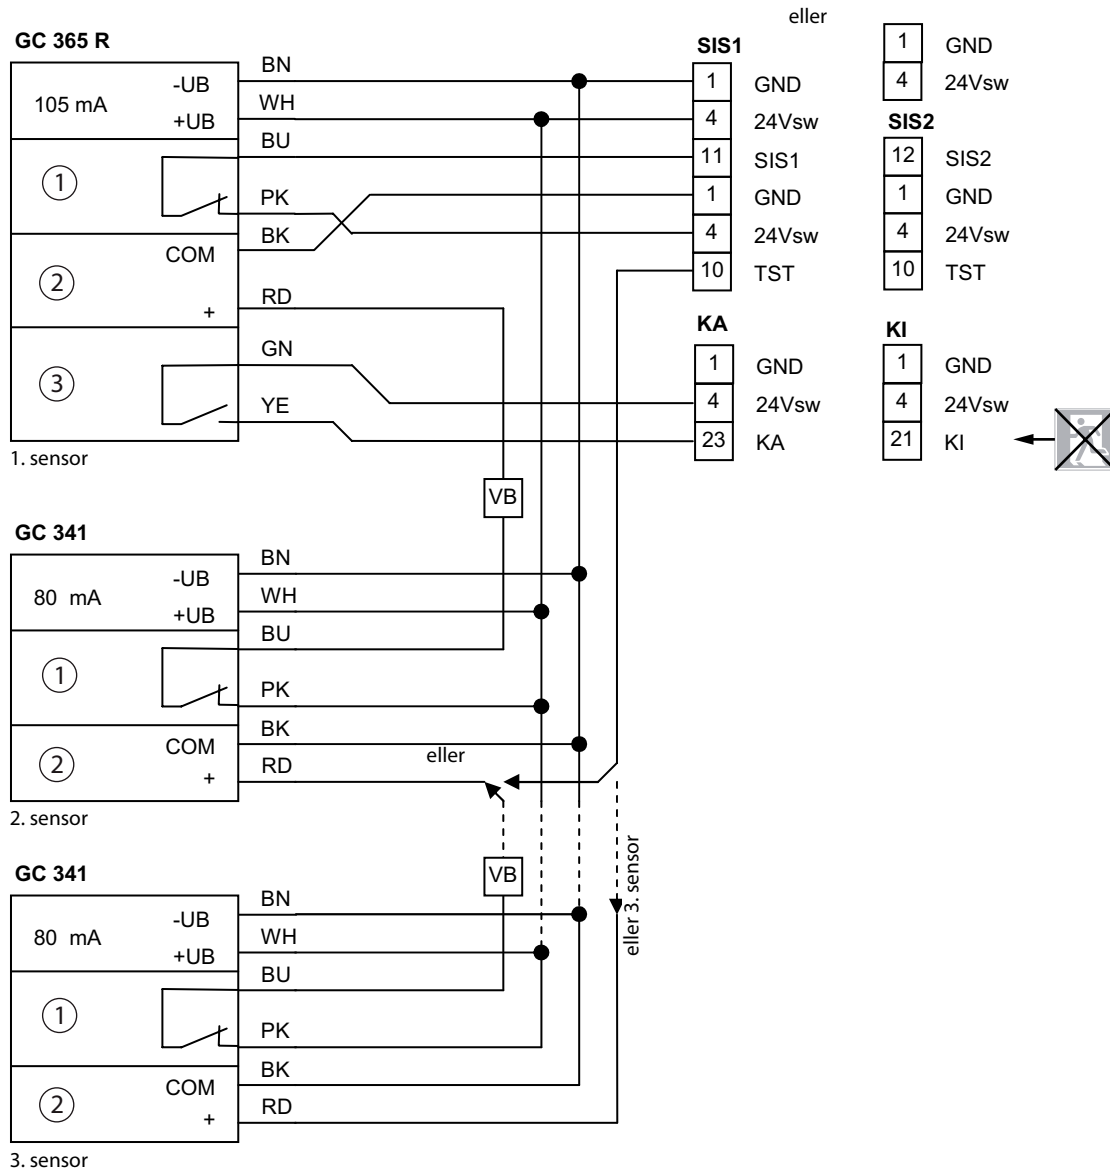 eller
GC 365 R
105 mA
-UB
+UB
1
2
COM
+
3
BN
WH
BU
PK
BK
RD
GN
YE
1. sensor
SIS1
1 GND
4 24Vsw
11 SIS1
1 GND
4 24Vsw
10 TST
KA
1 GND
4 24Vsw
23 KA
1 GND
4 24Vsw
SIS2
12 SIS2
1 GND
4 24Vsw
10 TST
KI
1 GND
4 24Vsw
21 KI
VB
GC 341
80 mA
-UB
+UB
1
2
COM
+
BN
WH
BU
PK
BK
RD
eller
2. sensor
VB
eller 3. sensor
GC 341
80 mA
-UB
+UB
1
2
COM
+
BN
WH
BU
PK
BK
RD
3. sensor